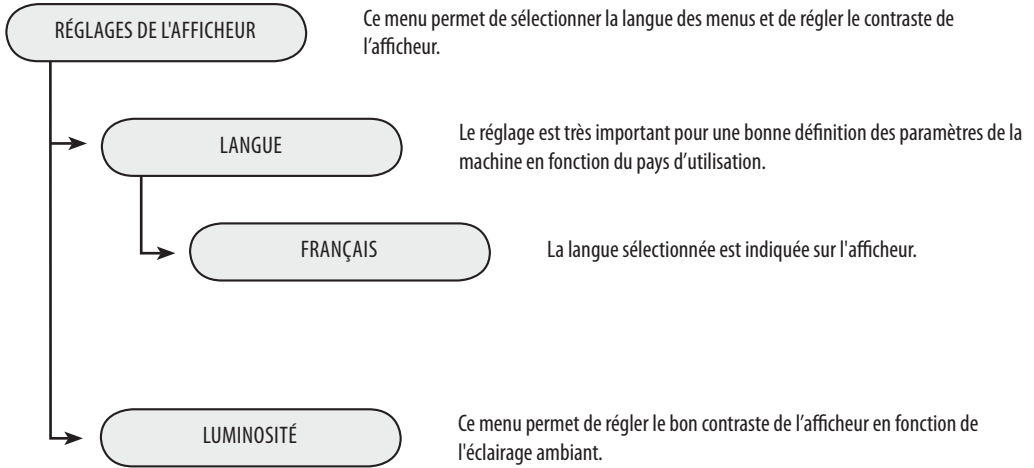 RÉGLAGES DE L'AFFICHEUR
Ce menu permet de sélectionner la langue des menus et de régler le contraste de
l’afficheur.
LANGUE
Le réglage est très important pour une bonne définition des paramètres de la
machine en fonction du pays d’utilisation.
FRANÇAIS
La langue sélectionnée est indiquée sur l'afficheur.
LUMINOSITÉ
Ce menu permet de régler le bon contraste de l’afficheur en fonction de
l'éclairage ambiant.